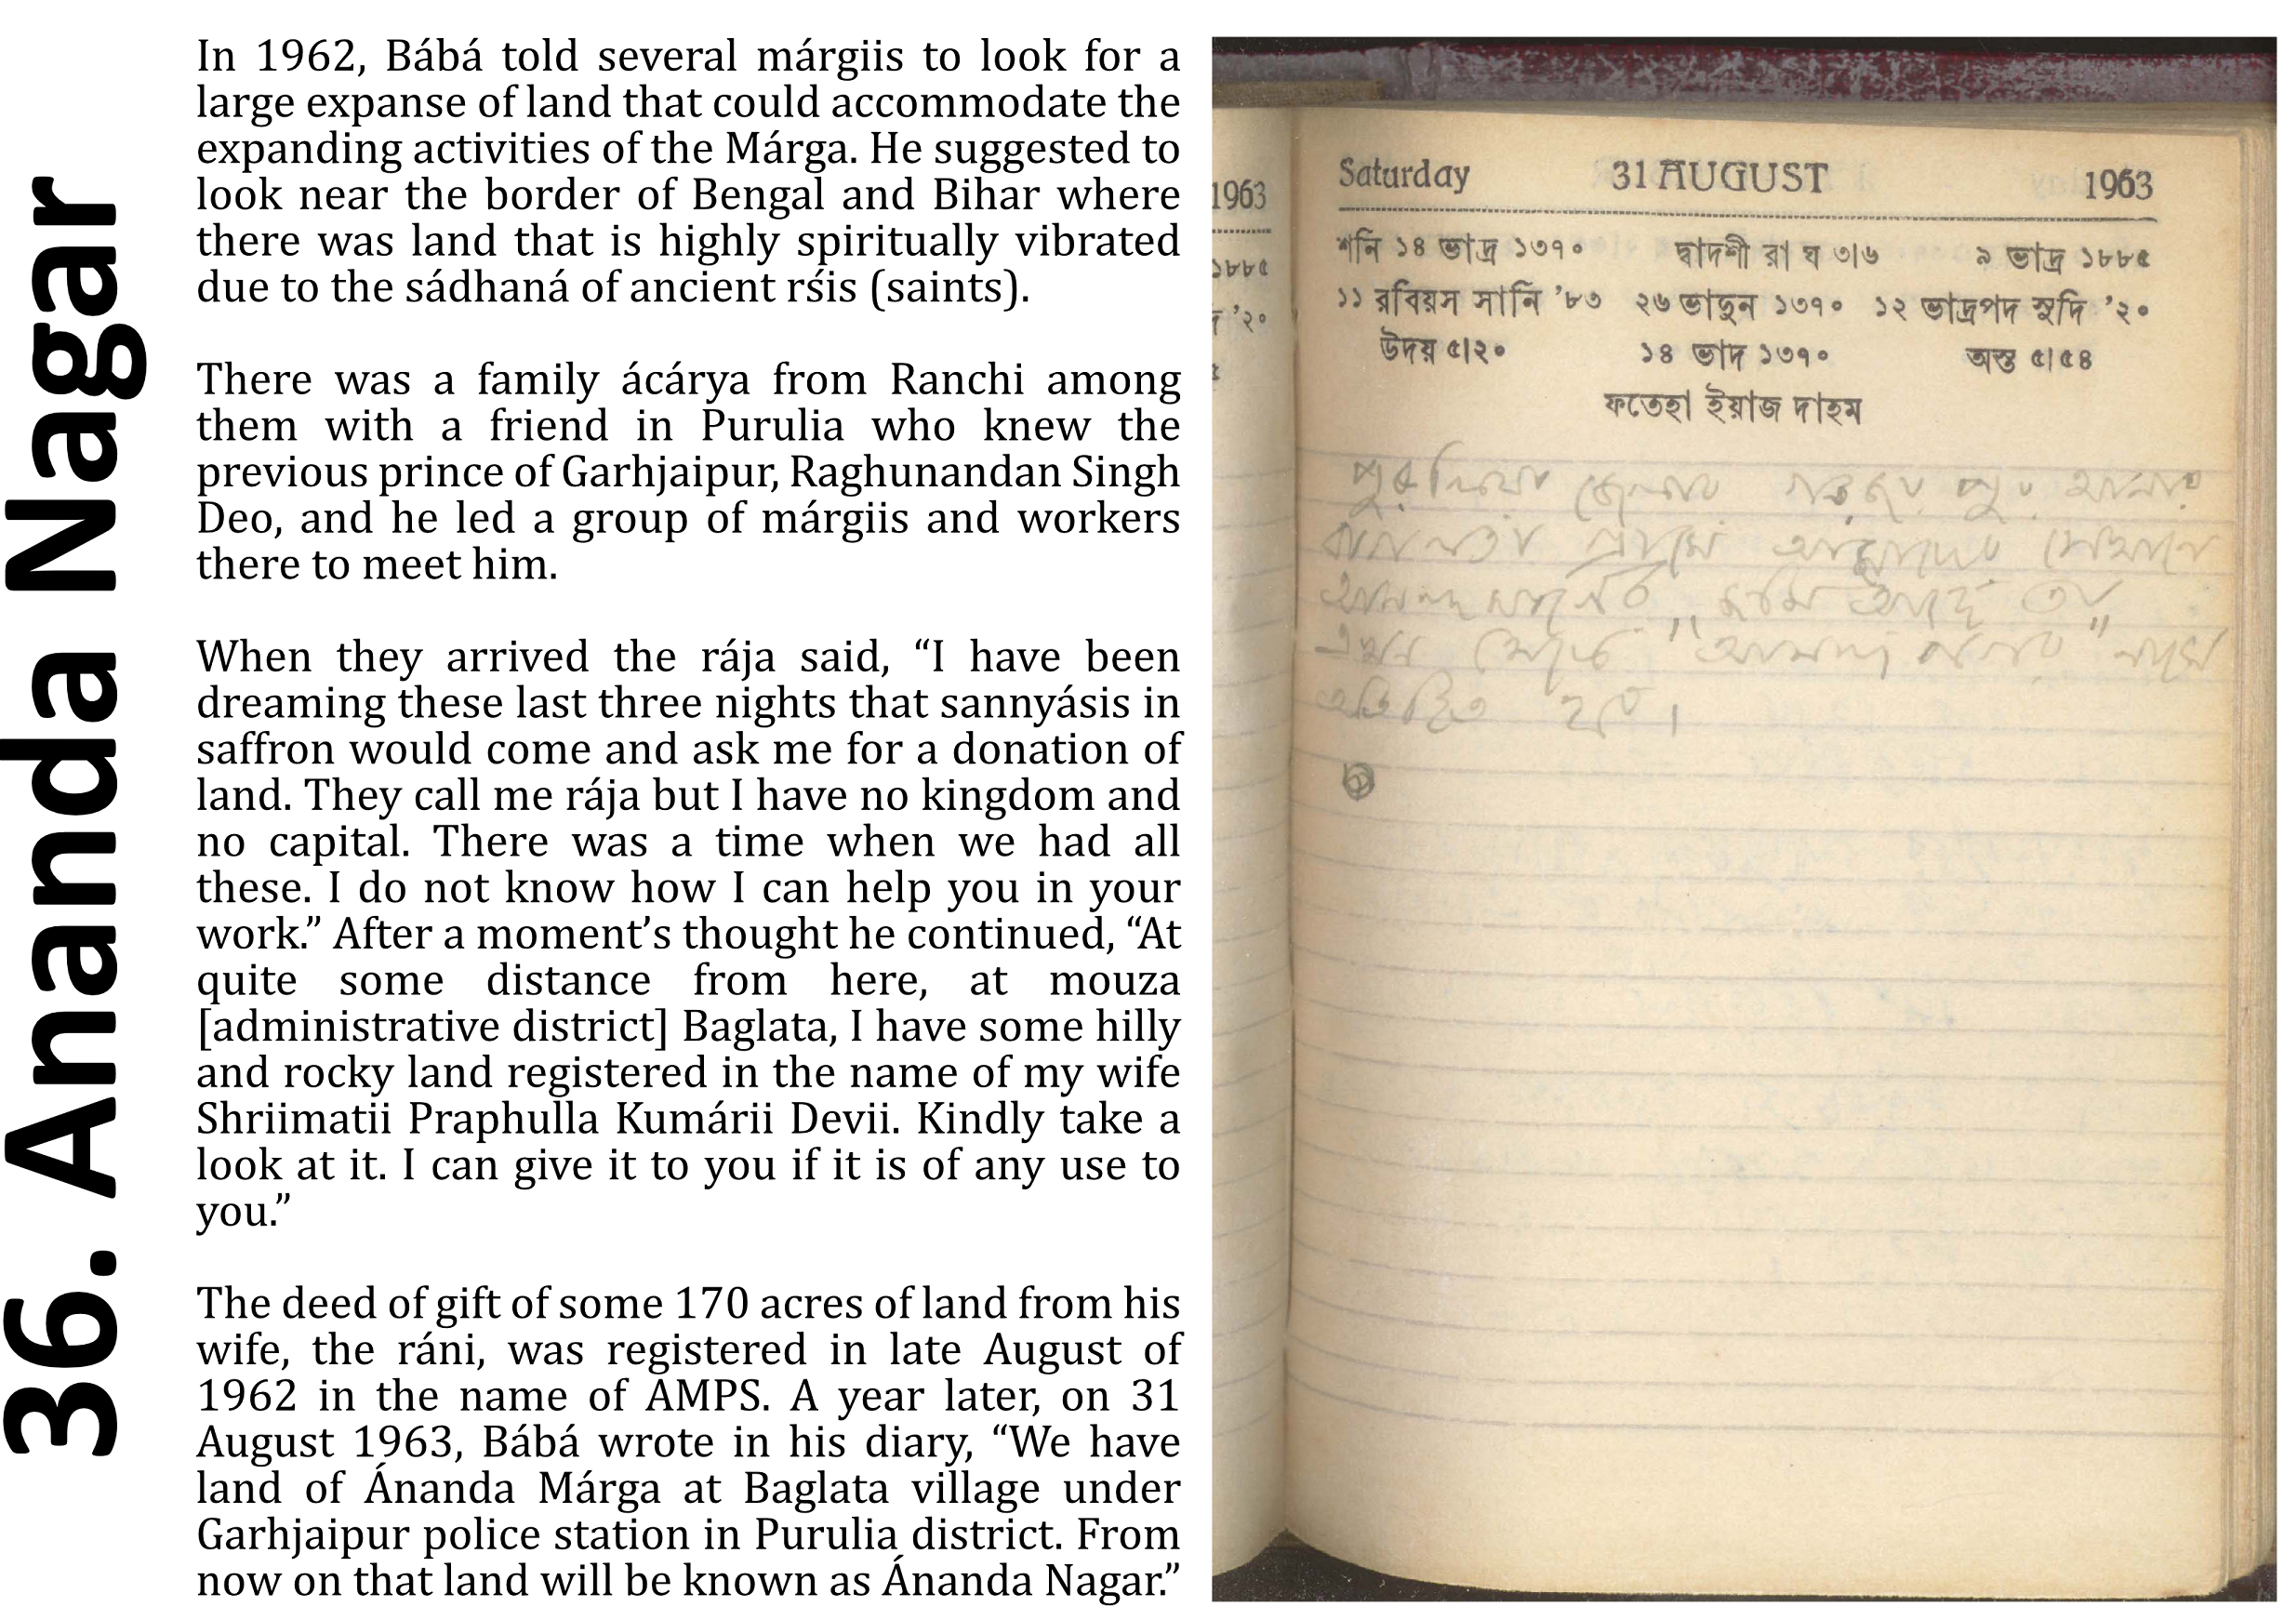 36. Ananda Nagar
In 1962, Bábá told several márgiis to look for a
large expanse of land that could accommodate the
expanding activities of the Márga. He suggested to
look near the border of Bengal and Bihar where
there was land that is highly spiritually vibrated
due to the sádhaná of ancient rśis (saints).
There was a family ácárya from Ranchi among
them with a friend in Purulia who knew the
previous prince of Garhjaipur, Raghunandan Singh
Deo, and he led a group of márgiis and workers
there to meet him.
When they arrived the rája said, “I have been
dreaming these last three nights that sannyásis in
saffron would come and ask me for a donation of
land. They call me rája but I have no kingdom and
no capital. There was a time when we had all
these. I do not know how I can help you in your
work.” After a moment’s thought he continued, “At
quite some distance from here, at mouza
[administrative district] Baglata, I have some hilly
and rocky land registered in the name of my wife
Shriimatii Praphulla Kumárii Devii. Kindly take a
look at it. I can give it to you if it is of any use to
you.”
The deed of gift of some 170 acres of land from his
wife, the ráni, was registered in late August of
1962 in the name of AMPS. A year later, on 31
August 1963, Bábá wrote in his diary, “We have
land of Ánanda Márga at Baglata village under
Garhjaipur police station in Purulia district. From
now on that land will be known as Ánanda Nagar.”
1963
১৮৮৫
’২০
Saturday 31 AUGUST 1963
শনি ১৪ ভাদ্র ১৩৭০ দ্বাদশী রা ঘ ৩|৬ ৯ ভাদ্র ১৮৮৫
১১ রবিয়স সানি ’৮৩ ২৬ ভাদুন ১৩৭০ ১২ ভাদ্রপদ সুদি ’২০
উদয় ৫|২০ ১৪ ভাদ ১৩৭০ অস্ত ৫|৫৪
ফতেহা ইয়াজ দাহম
পুরুলিয়া জেলার গড় জয়পুর থানার
বাগলতা গ্রামে আমাদের
আছে তা
এখন থেকে "আনন্দ নগর" নামে
অভিহিত হবে।